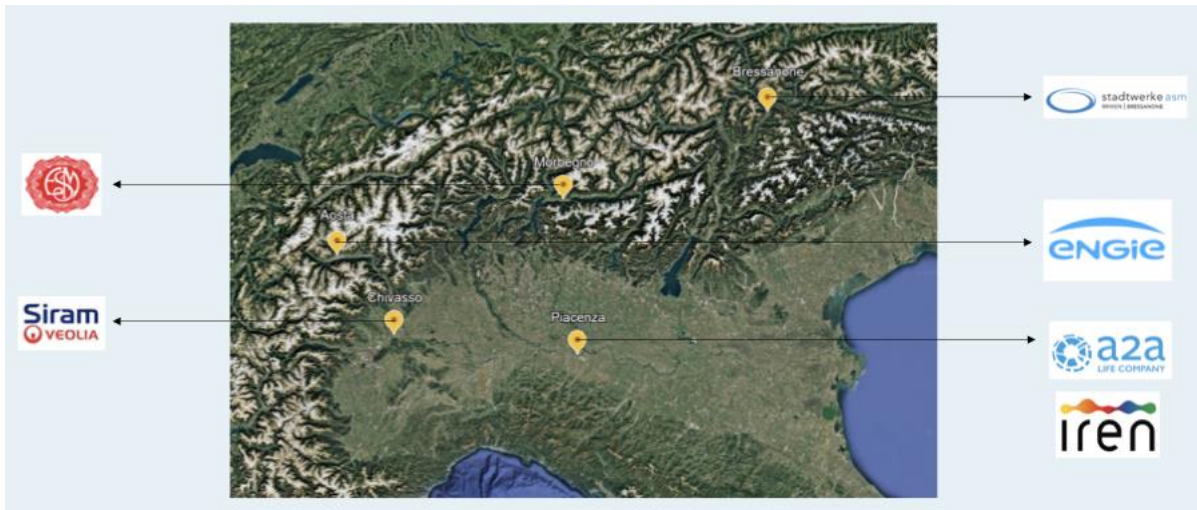 Bressanone
stadtwerke asm
BRIXEN | BRESSANONE
Morbegno
Aosta
ENGIE
Chivasso
Siram
VEOLIA
Piacenza
a2a
LIFE COMPANY
iren